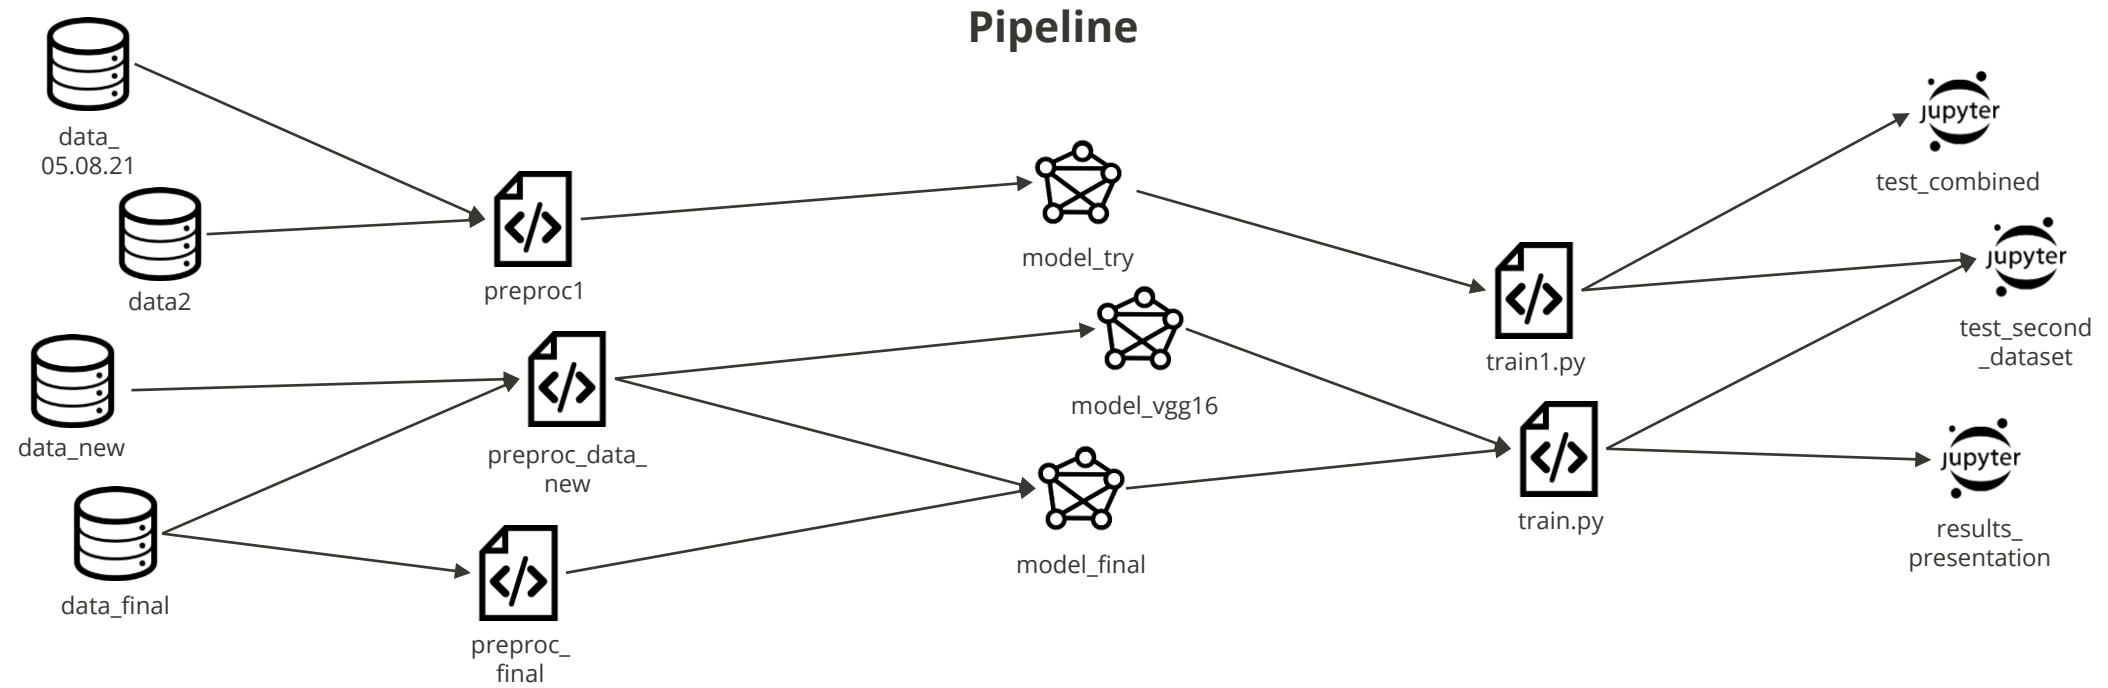 Pipeline
data_
05.08.21
data2
data_new
data_final
preproc1
preproc_data_
new
preproc_
final
model_try
model_vgg16
model_final
train1.py
train.py
jupyter
test_combined
jupyter
test_second
_dataset
jupyter
results_
presentation